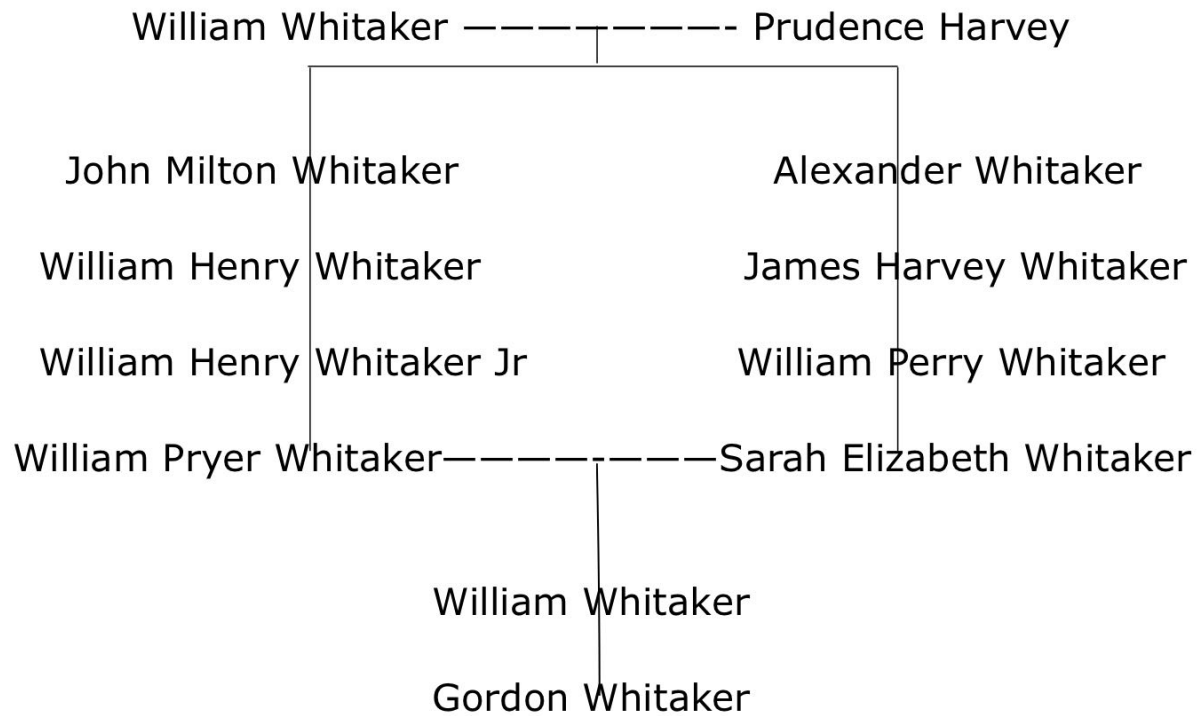 William Whitaker ———————- Prudence Harvey
John Milton Whitaker Alexander Whitaker
William Henry Whitaker James Harvey Whitaker
William Henry Whitaker Jr William Perry Whitaker
William Pryer Whitaker————-———Sarah Elizabeth Whitaker
William Whitaker
Gordon Whitaker